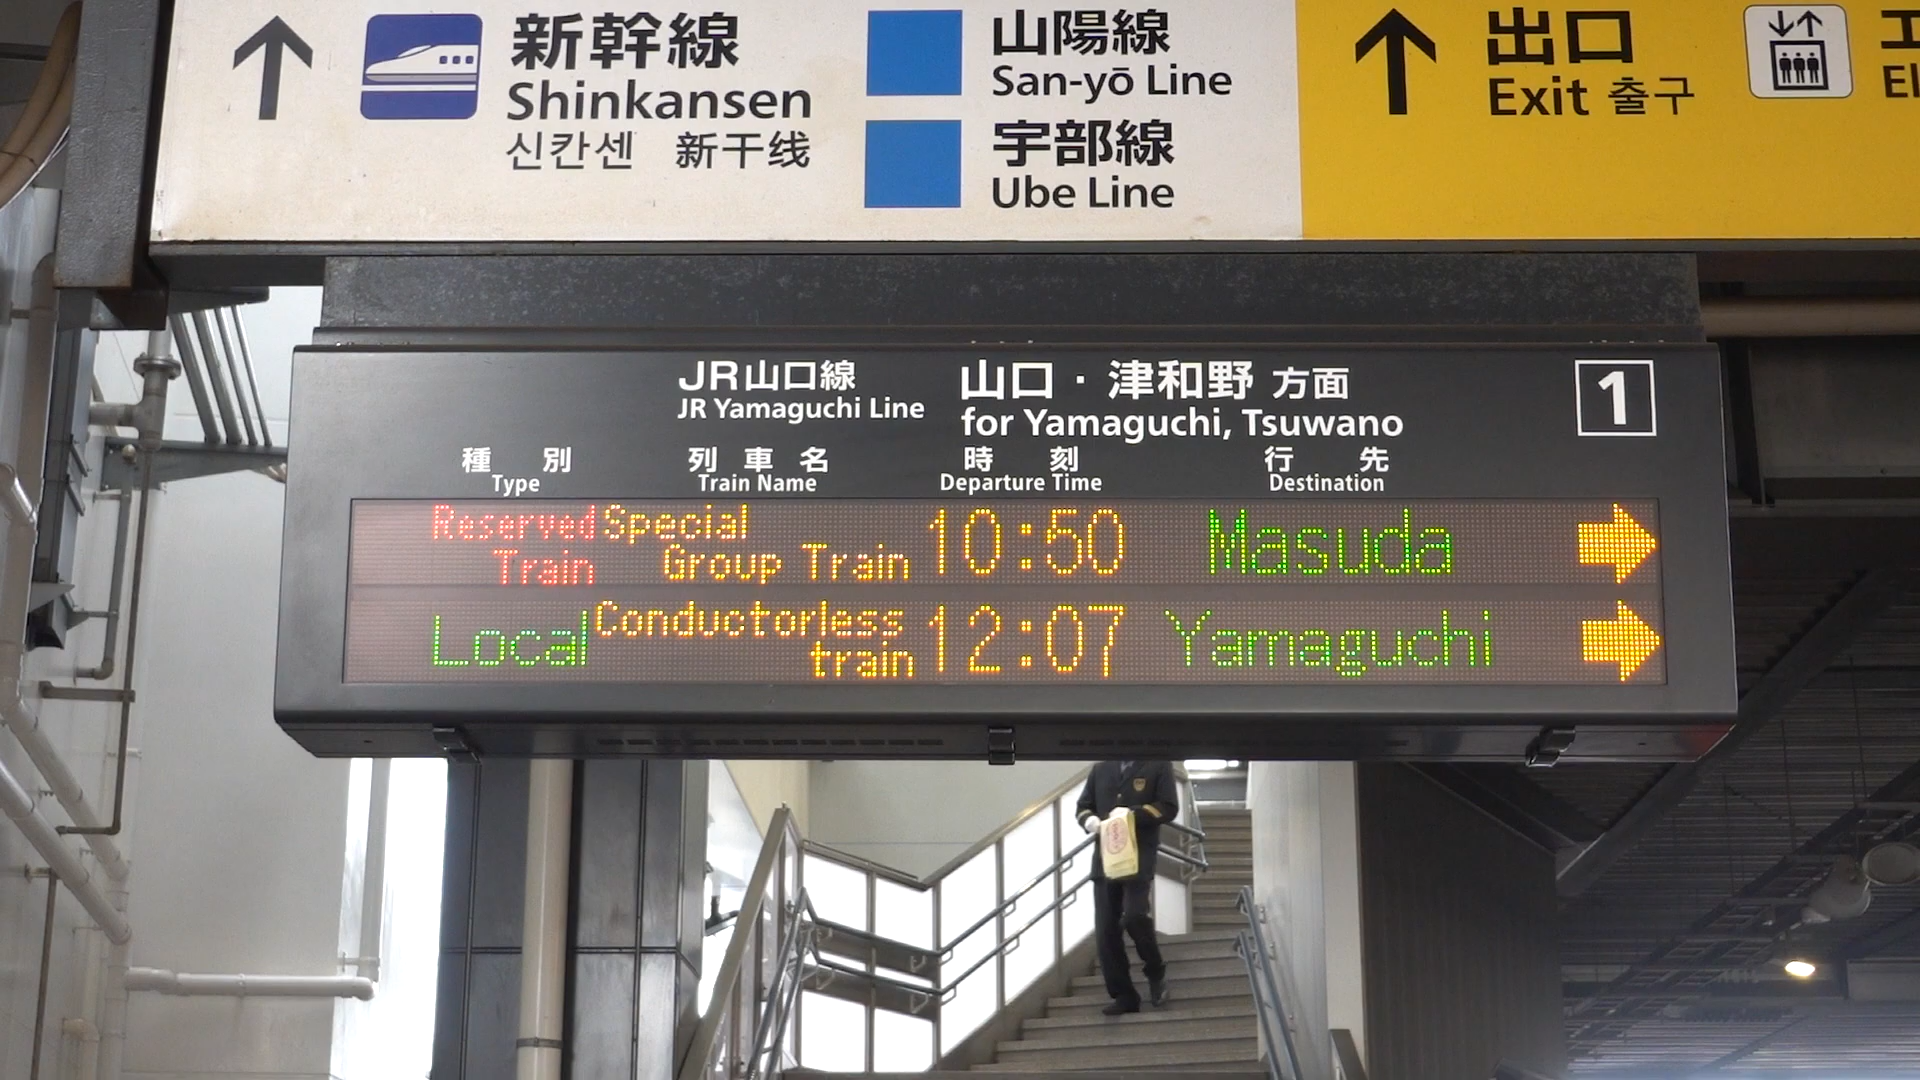 新幹線
Shinkansen
신칸센 新干线
山陽線
San-yō Line
宇部線
Ube Line
出口
Exit 출구
JR山口線
JR Yamaguchi Line
山口・津和野 方面
for Yamaguchi, Tsuwano
1
種別 列車名 時刻 行先
Type Train Name Departure Time Destination
Reserved Special 10:50 Masuda
Train Group Train
Local Conductorless 12:07 Yamaguchi
train